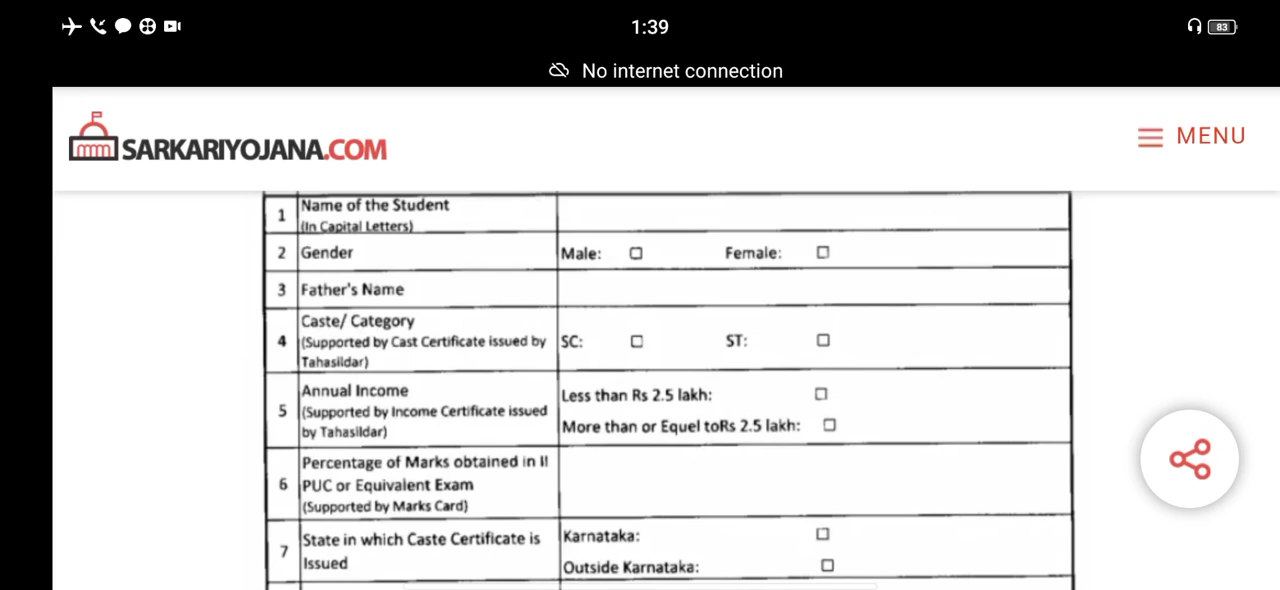 1:39
83
No internet connection
SARKARIYOJANA.COM
MENU
1 Name of the Student
(In Capital Letters)
2 Gender Male: Female:
3 Father's Name
4 Caste/ Category
(Supported by Cast Certificate issued by
Tahasildar)
SC: ST:
5 Annual Income
(Supported by Income Certificate issued
by Tahasildar)
Less than Rs 2.5 lakh:
More than or Equel toRs 2.5 lakh:
6 Percentage of Marks obtained in II
PUC or Equivalent Exam
(Supported by Marks Card)
7 State in which Caste Certificate is
Issued
Karnataka:
Outside Karnataka: